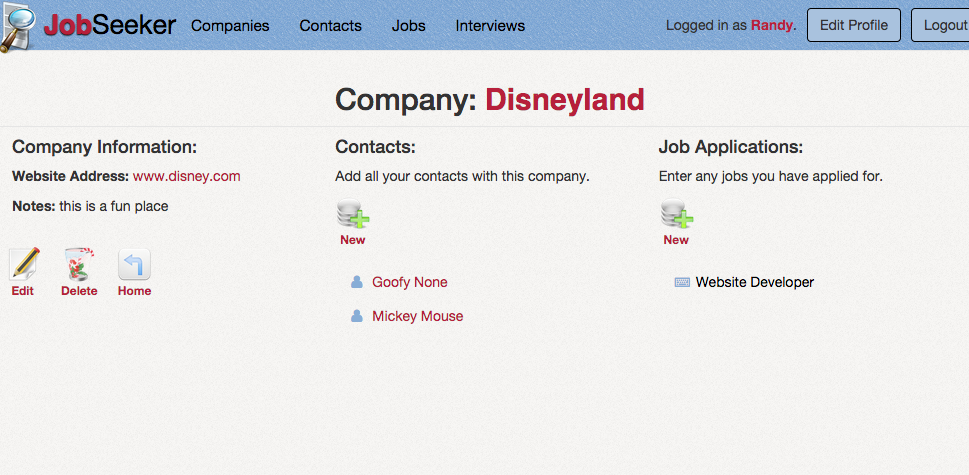 JobSeeker Companies Contacts Jobs Interviews Logged in as Randy. Edit Profile Logout
Company: Disneyland
Company Information:
Website Address: www.disney.com
Notes: this is a fun place
Edit Delete Home
Contacts:
Add all your contacts with this company.
New
Goofy None
Mickey Mouse
Job Applications:
Enter any jobs you have applied for.
New
Website Developer